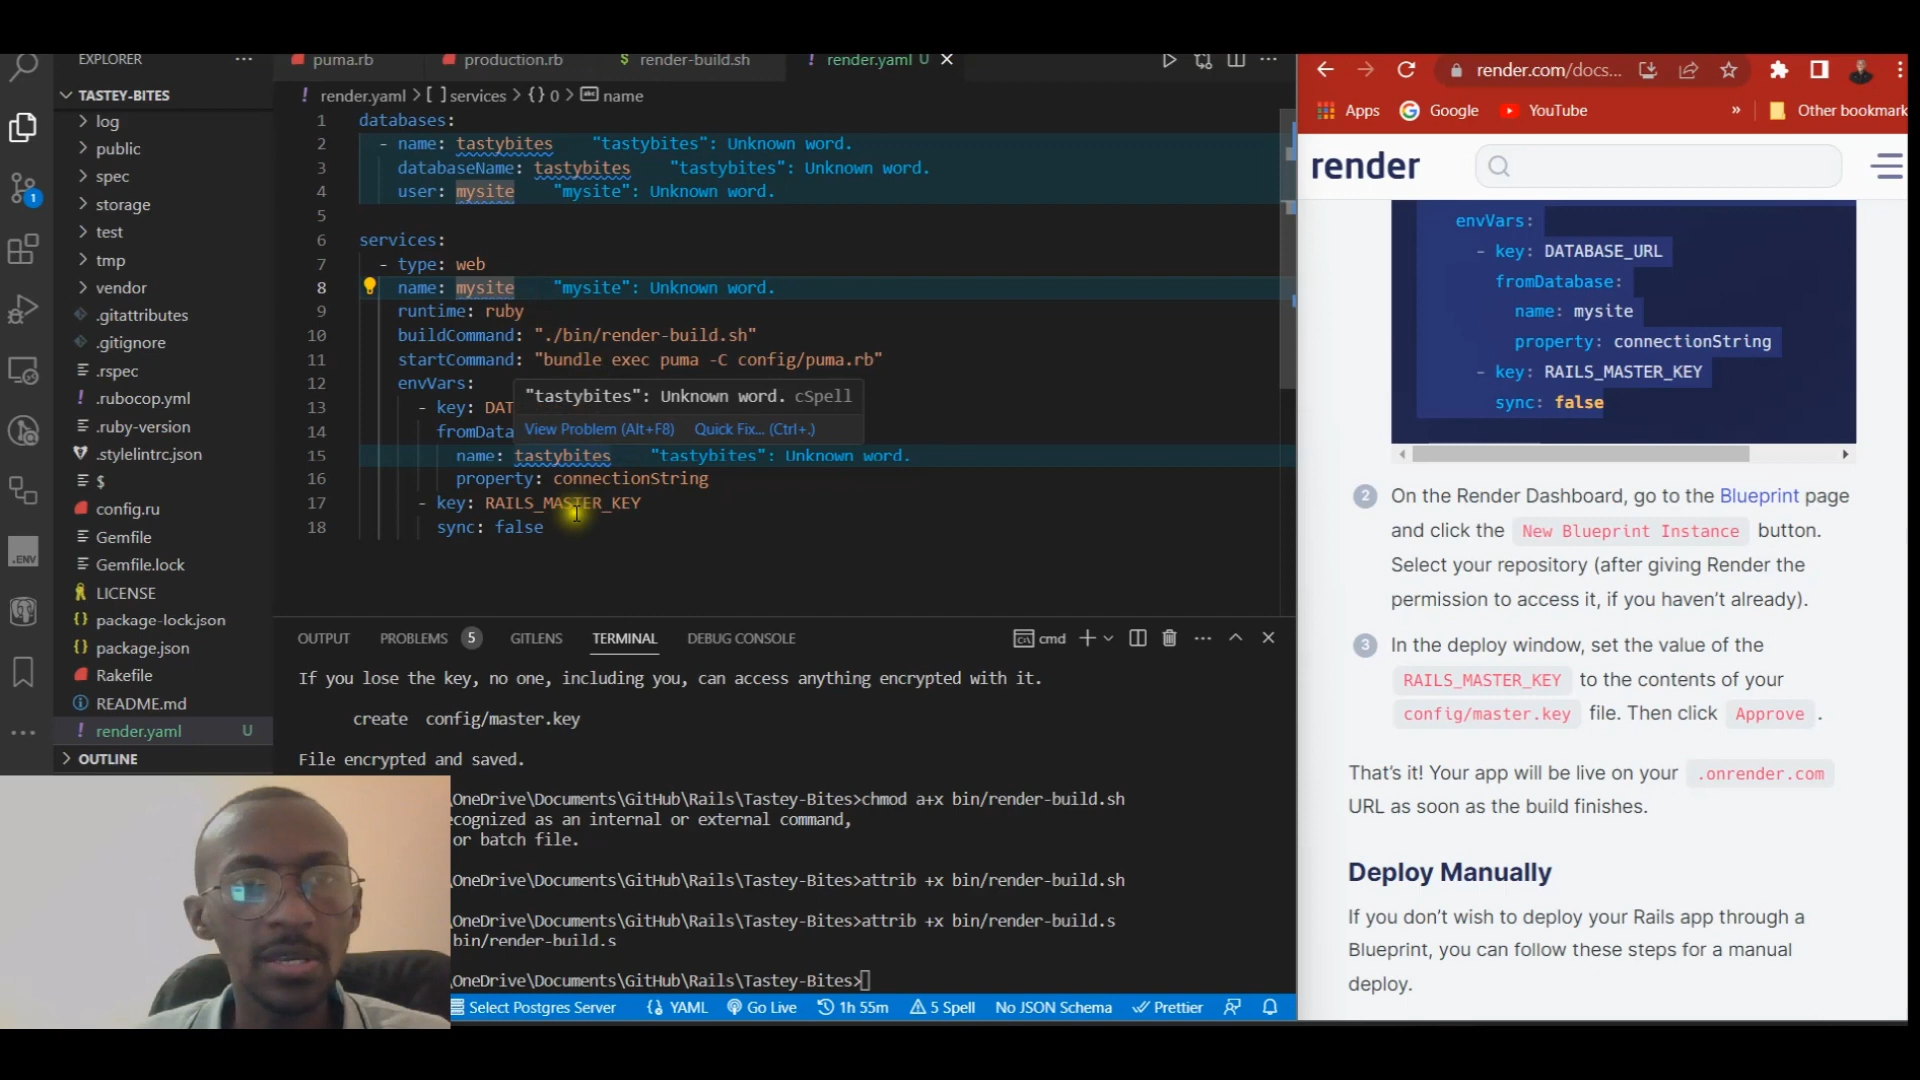 EXPLORER ...
TASTEY-BITES
log
public
spec
storage
test
tmp
vendor
.gitattributes
.gitignore
.rspec
! .rubocop.yml
.ruby-version
.stylelintrc.json
$
config.ru
Gemfile
Gemfile.lock
LICENSE
{} package-lock.json
{} package.json
Rakefile
README.md
! render.yaml U
OUTLINE
1
.ENV
puma.rb
production.rb
$ render-build.sh
! render.yaml U
! render.yaml > [ ] services > {} 0 > abc name
1 databases:
2 - name: tastybites "tastybites": Unknown word.
3 databaseName: tastybites "tastybites": Unknown word.
4 user: mysite "mysite": Unknown word.
5
6 services:
7 - type: web
8 name: mysite "mysite": Unknown word.
9 runtime: ruby
10 buildCommand: "./bin/render-build.sh"
11 startCommand: "bundle exec puma -C config/puma.rb"
12 envVars:
13 - key: DAT
14 fromData
15 name: tastybites "tastybites": Unknown word.
16 property: connectionString
17 - key: RAILS_MASTER_KEY
18 sync: false
"tastybites": Unknown word. cSpell
View Problem (Alt+F8) Quick Fix... (Ctrl+.)
OUTPUT PROBLEMS 5 GITLENS TERMINAL DEBUG CONSOLE cmd
If you lose the key, no one, including you, can access anything encrypted with it.
create config/master.key
File encrypted and saved.
\OneDrive\Documents\GitHub\Rails\Tastey-Bites>chmod a+x bin/render-build.sh
ecognized as an internal or external command,
or batch file.
\OneDrive\Documents\GitHub\Rails\Tastey-Bites>attrib +x bin/render-build.sh
\OneDrive\Documents\GitHub\Rails\Tastey-Bites>attrib +x bin/render-build.s
bin/render-build.s
\OneDrive\Documents\GitHub\Rails\Tastey-Bites>
Select Postgres Server {} YAML Go Live 1h 55m 5 Spell No JSON Schema Prettier
render.com/docs...
Apps Google YouTube » Other bookmark
render
envVars:
- key: DATABASE_URL
fromDatabase:
name: mysite
property: connectionString
- key: RAILS_MASTER_KEY
sync: false
2 On the Render Dashboard, go to the Blueprint page
and click the New Blueprint Instance button.
Select your repository (after giving Render the
permission to access it, if you haven't already).
3 In the deploy window, set the value of the
RAILS_MASTER_KEY to the contents of your
config/master.key file. Then click Approve .
That's it! Your app will be live on your .onrender.com
URL as soon as the build finishes.
Deploy Manually
If you don't wish to deploy your Rails app through a
Blueprint, you can follow these steps for a manual
deploy.